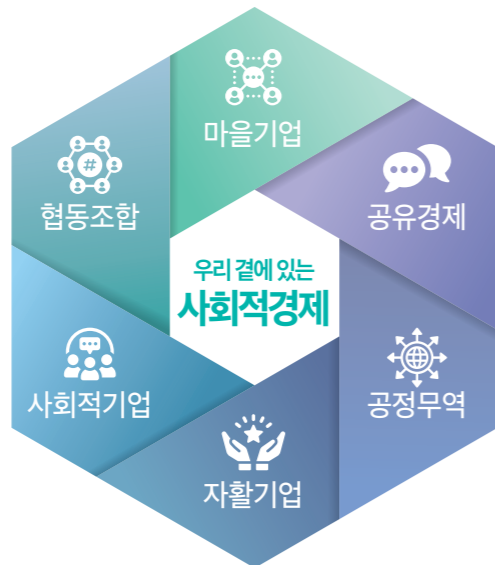 마을기업
협동조합
공유경제
우리 곁에 있는
사회적경제
사회적기업
공정무역
자활기업
#